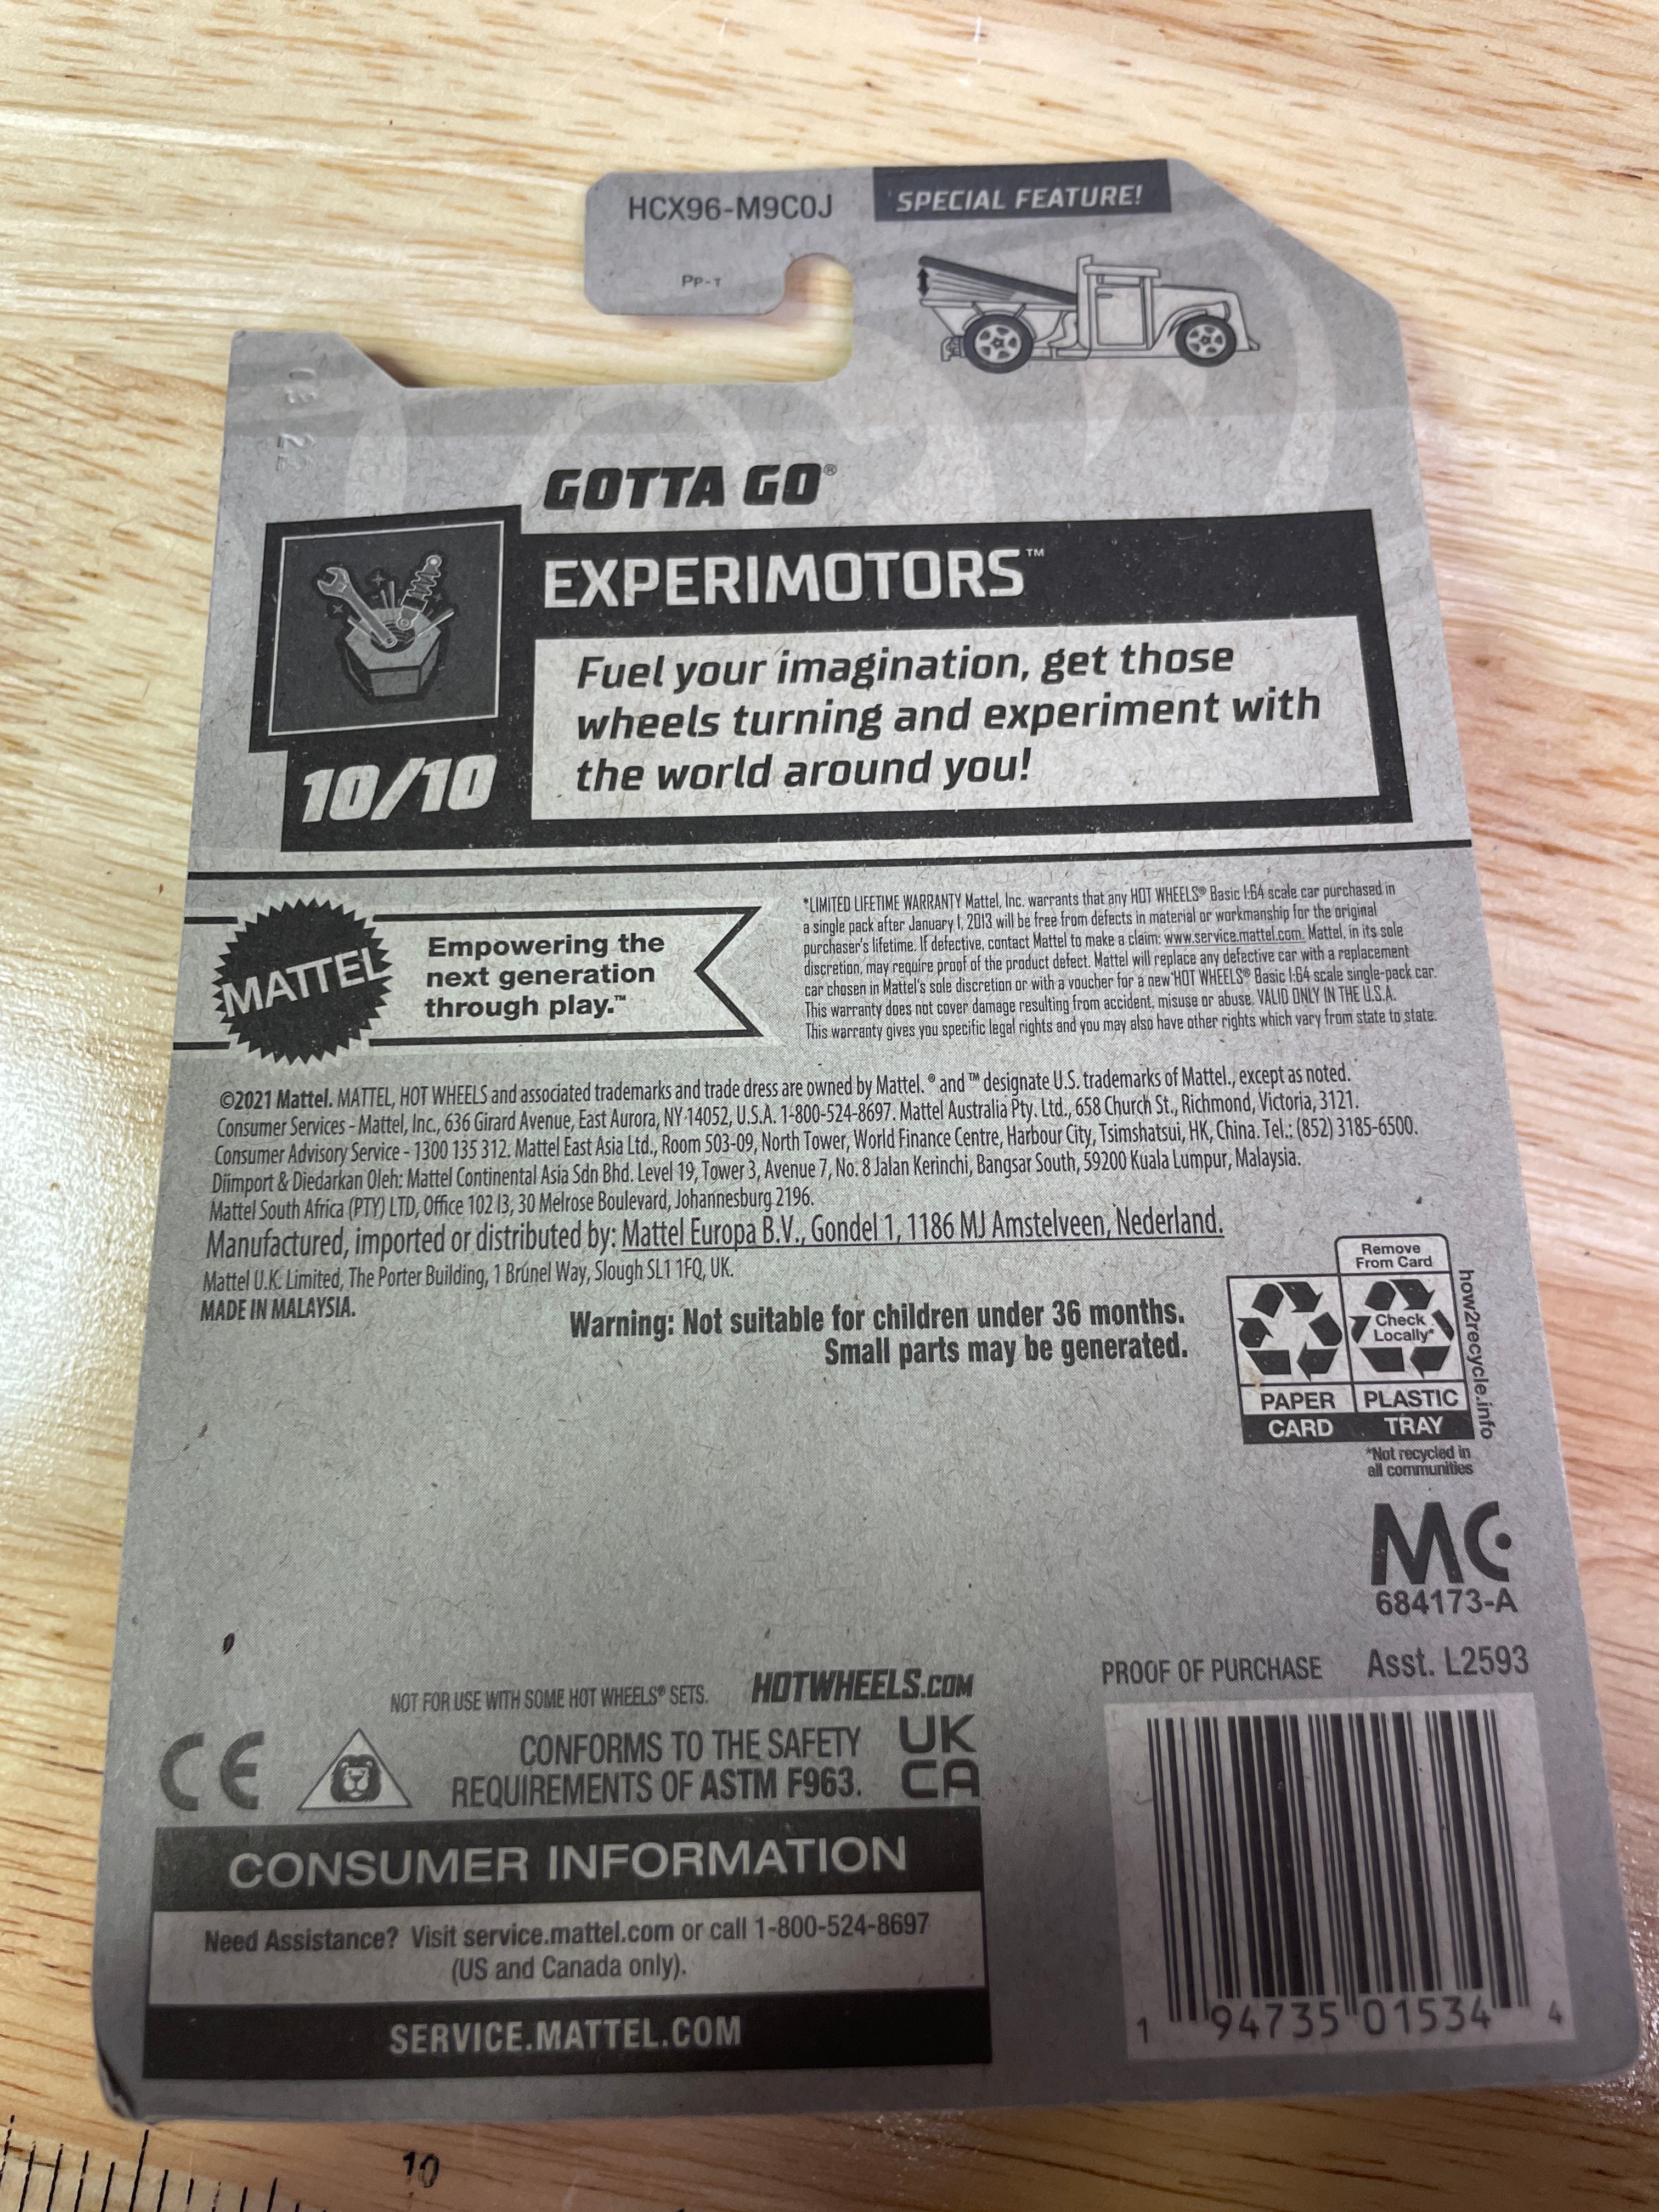 HCX96-M9C0J
SPECIAL FEATURE!
PP-T
GOTTA GO®
EXPERIMOTORS™
Fuel your imagination, get those
wheels turning and experiment with
the world around you!
10/10
MATTEL
Empowering the
next generation
through play.™
*LIMITED LIFETIME WARRANTY Mattel, Inc. warrants that any HOT WHEELS® Basic 1:64 scale car purchased in
a single pack after January 1, 2013 will be free from defects in material or workmanship for the original
purchaser's lifetime. If defective, contact Mattel to make a claim: www.service.mattel.com. Mattel, in its sole
discretion, may require proof of the product defect. Mattel will replace any defective car with a replacement
car chosen in Mattel's sole discretion or with a voucher for a new HOT WHEELS® Basic 1:64 scale single-pack car.
This warranty does not cover damage resulting from accident, misuse or abuse. VALID ONLY IN THE U.S.A.
This warranty gives you specific legal rights and you may also have other rights which vary from state to state.
©2021 Mattel. MATTEL, HOT WHEELS and associated trademarks and trade dress are owned by Mattel. ® and ™ designate U.S. trademarks of Mattel., except as noted.
Consumer Services - Mattel, Inc., 636 Girard Avenue, East Aurora, NY 14052, U.S.A. 1-800-524-8697. Mattel Australia Pty. Ltd., 658 Church St., Richmond, Victoria, 3121.
Consumer Advisory Service - 1300 135 312. Mattel East Asia Ltd., Room 503-09, North Tower, World Finance Centre, Harbour City, Tsimshatsui, HK, China. Tel.: (852) 3185-6500.
Diimport & Diedarkan Oleh: Mattel Continental Asia Sdn Bhd. Level 19, Tower 3, Avenue 7, No. 8 Jalan Kerinchi, Bangsar South, 59200 Kuala Lumpur, Malaysia.
Mattel South Africa (PTY) LTD, Office 102 I3, 30 Melrose Boulevard, Johannesburg 2196.
Manufactured, imported or distributed by: Mattel Europa B.V., Gondel 1, 1186 MJ Amstelveen, Nederland.
Mattel U.K. Limited, The Porter Building, 1 Brunel Way, Slough SL1 1FQ, UK.
MADE IN MALAYSIA.
Warning: Not suitable for children under 36 months.
Small parts may be generated.
Remove
From Card
Check
Locally*
PAPER
PLASTIC
CARD
TRAY
how2recycle.info
*Not recycled in
all communities
MC
684173-A
PROOF OF PURCHASE
Asst. L2593
NOT FOR USE WITH SOME HOT WHEELS® SETS.
HOTWHEELS.COM
CE
CONFORMS TO THE SAFETY
REQUIREMENTS OF ASTM F963.
UK
CA
CONSUMER INFORMATION
Need Assistance? Visit service.mattel.com or call 1-800-524-8697
(US and Canada only).
SERVICE.MATTEL.COM
1 94735 01534 4
10